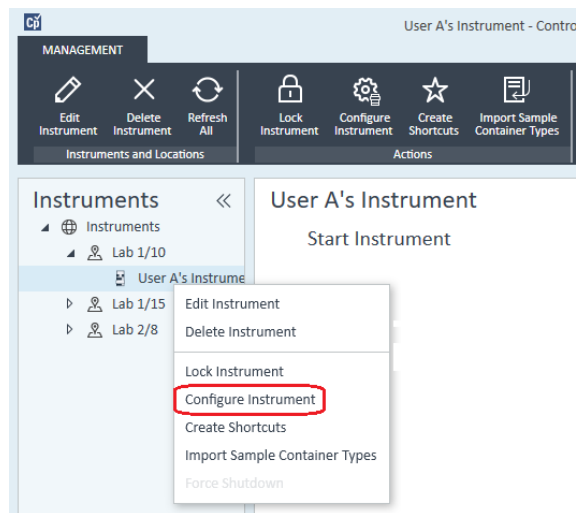 Cp
User A's Instrument - Contro
MANAGEMENT
Edit Instrument
Delete Instrument
Refresh All
Lock Instrument
Configure Instrument
Create Shortcuts
Import Sample Container Types
Instruments and Locations
Actions
Instruments
Instruments
Lab 1/10
User A's Instrume
Lab 1/15
Lab 2/8
User A's Instrument
Start Instrument
Edit Instrument
Delete Instrument
Lock Instrument
Configure Instrument
Create Shortcuts
Import Sample Container Types
Force Shutdown